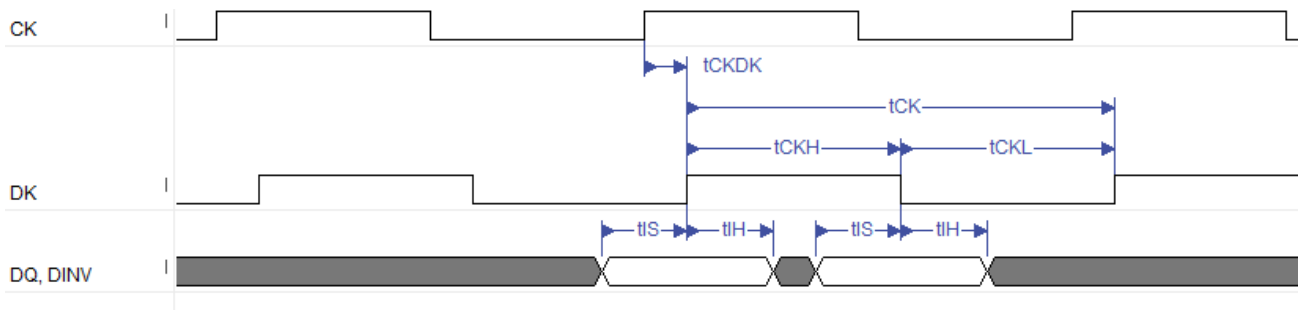 CK
tCKDK
tCK
tCKH tCKL
DK
tIS tIH tIS tIH
DQ, DINV